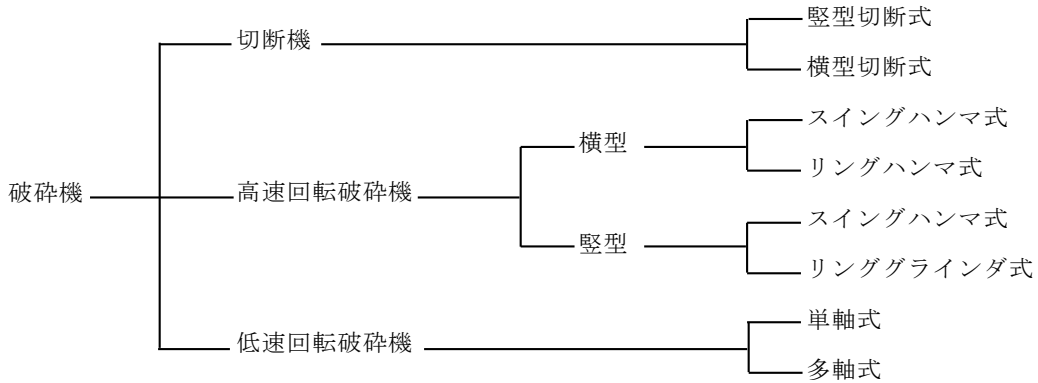 破砕機
切断機
竪型切断式
横型切断式
高速回転破砕機
横型
スイングハンマ式
リングハンマ式
竪型
スイングハンマ式
リンググラインダ式
低速回転破砕機
単軸式
多軸式